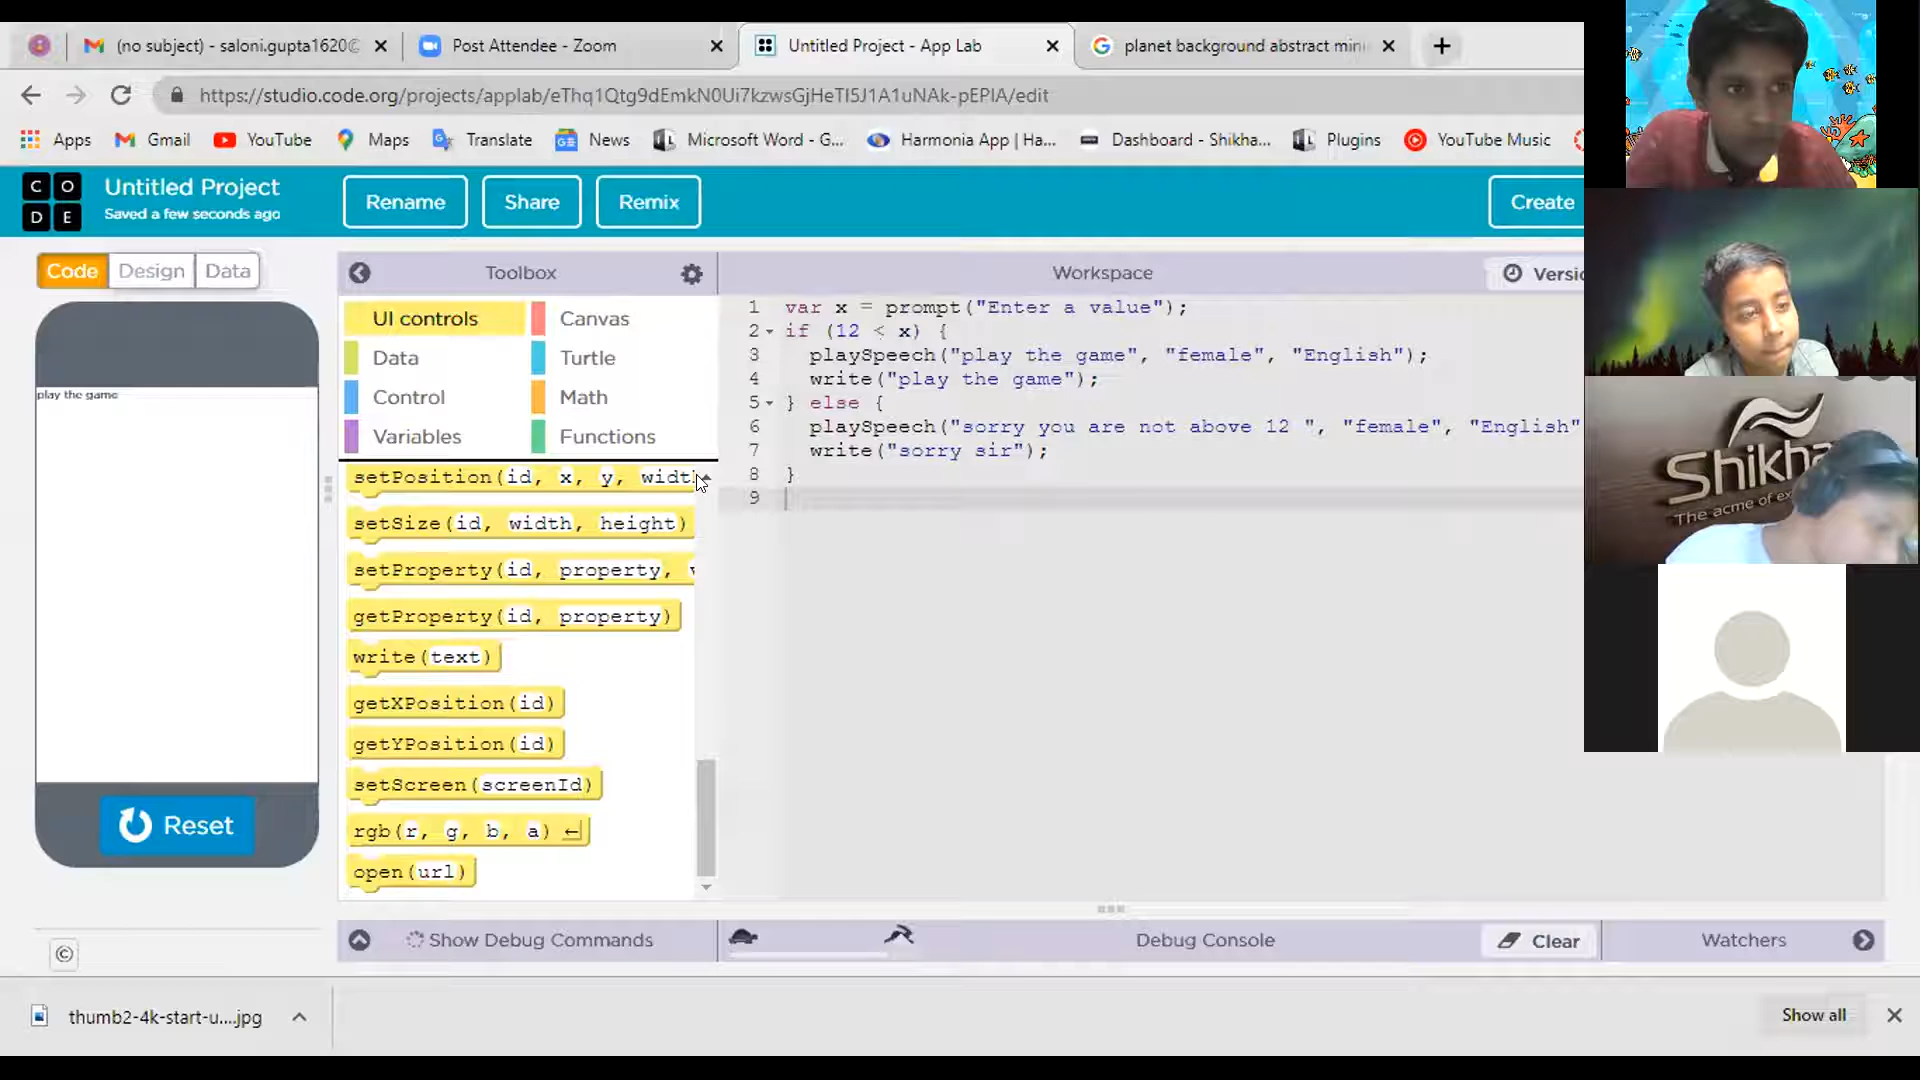 (no subject) - saloni.gupta1620@
Post Attendee - Zoom
Untitled Project - App Lab
planet background abstract mini
https://studio.code.org/projects/applab/eThq1Qtg9dEmkN0Ui7kzwsGjHeTI5J1A1uNAk-pEPIA/edit
Apps
Gmail
YouTube
Maps
Translate
News
Microsoft Word - G...
Harmonia App | Ha...
Dashboard - Shikha...
Plugins
YouTube Music
C O
D E
Untitled Project
Saved a few seconds ago
Rename
Share
Remix
Create
Code
Design
Data
Toolbox
Workspace
Versio
play the game
Reset
UI controls
Canvas
Data
Turtle
Control
Math
Variables
Functions
setPosition(id, x, y, width
setSize(id, width, height)
setProperty(id, property, v
getProperty(id, property)
write(text)
getXPosition(id)
getYPosition(id)
setScreen(screenId)
rgb(r, g, b, a)
open(url)
1 var x = prompt("Enter a value");
2 if (12 < x) {
3 playSpeech("play the game", "female", "English");
4 write("play the game");
5 } else {
6 playSpeech("sorry you are not above 12 ", "female", "English"
7 write("sorry sir");
8 }
9
Shikha
The acme of ex
Show Debug Commands
Debug Console
Clear
Watchers
©
thumb2-4k-start-u....jpg
Show all